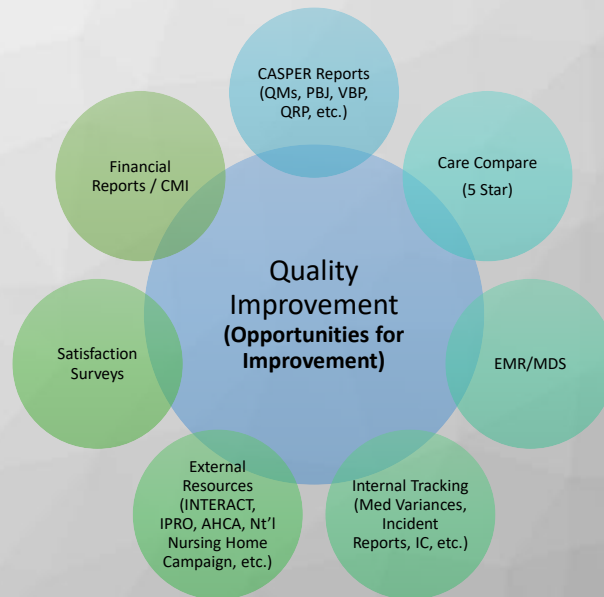 CASPER Reports
(QMs, PBJ, VBP,
QRP, etc.)
Care Compare
(5 Star)
EMR/MDS
Internal Tracking
(Med Variances,
Incident
Reports, IC, etc.)
External
Resources
(INTERACT,
IPRO, AHCA, Nt’l
Nursing Home
Campaign, etc.)
Satisfaction
Surveys
Financial
Reports / CMI
Quality
Improvement
(Opportunities for
Improvement)